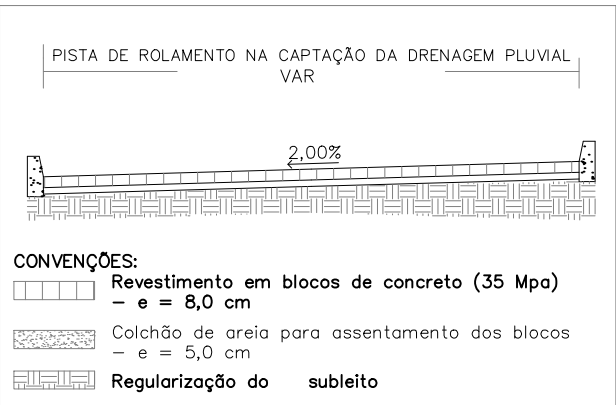 PISTA DE ROLAMENTO NA CAPTAÇÃO DA DRENAGEM PLUVIAL
VAR
2,00%
CONVENÇÕES:
Revestimento em blocos de concreto (35 Mpa)
– e = 8,0 cm
Colchão de areia para assentamento dos blocos
– e = 5,0 cm
Regularização do subleito